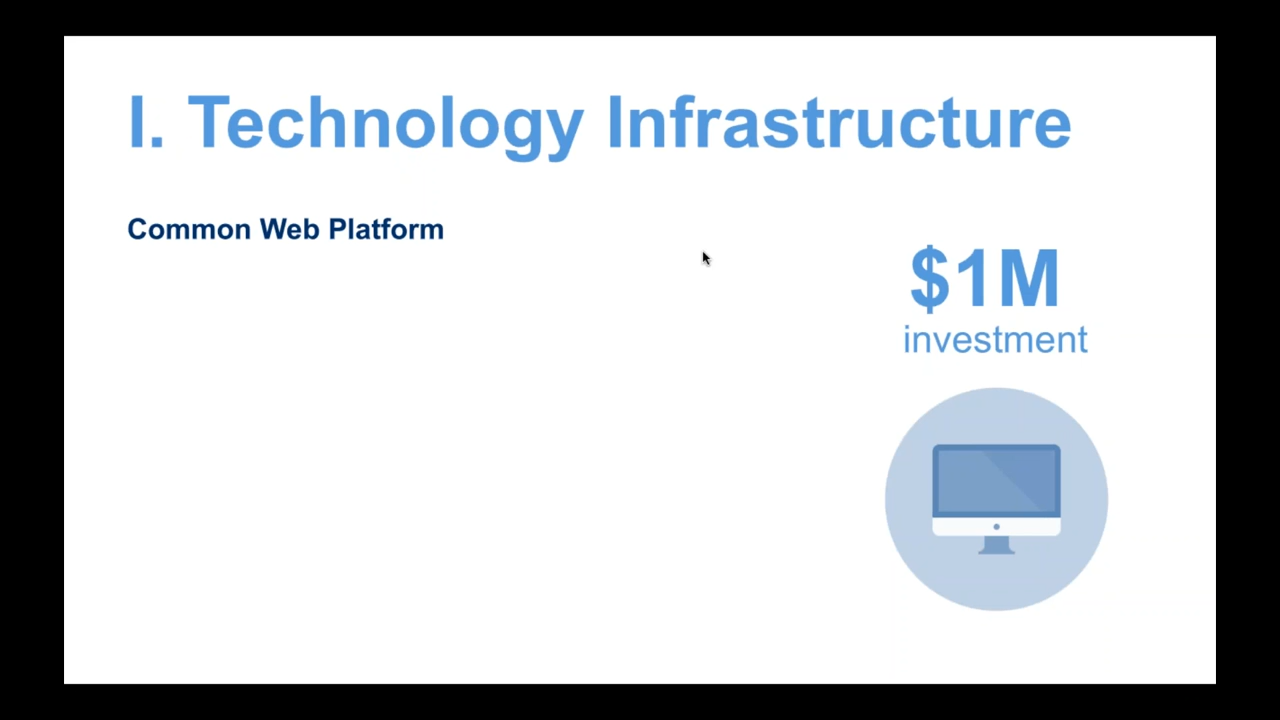 I. Technology Infrastructure
Common Web Platform
$1M
investment